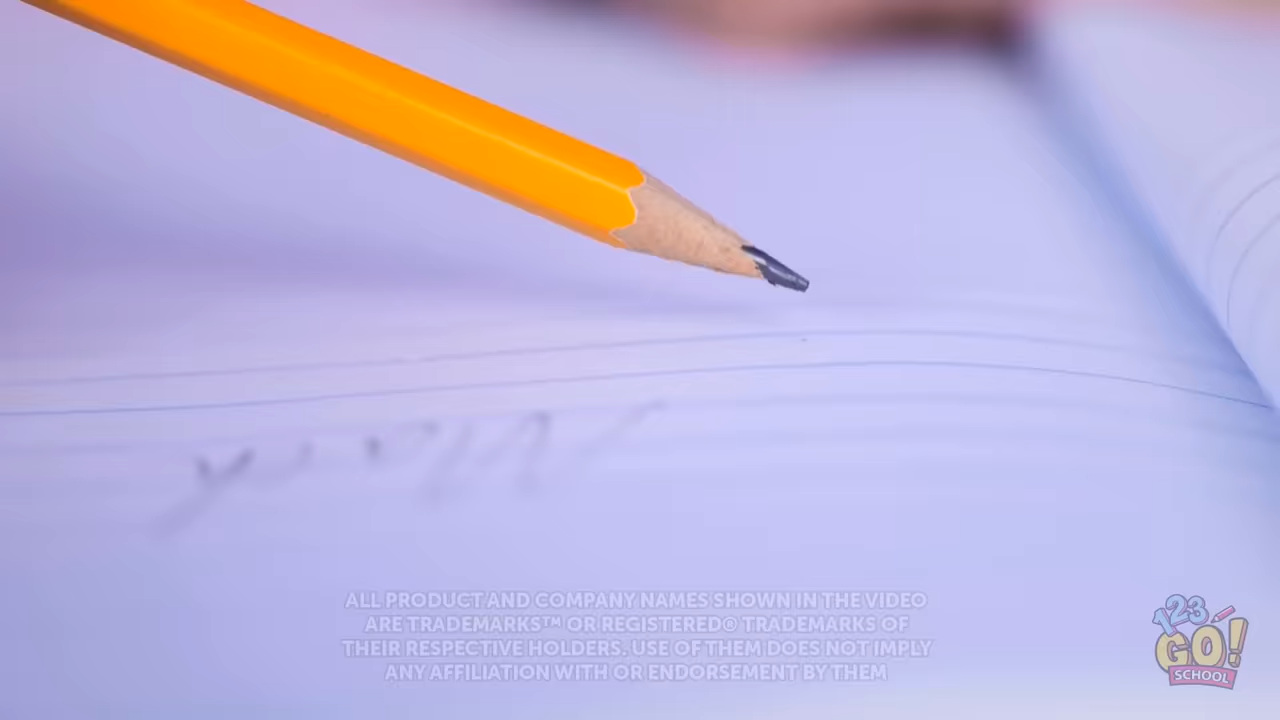 ALL PRODUCT AND COMPANY NAMES SHOWN IN THE VIDEO
ARE TRADEMARKS™ OR REGISTERED® TRADEMARKS OF
THEIR RESPECTIVE HOLDERS. USE OF THEM DOES NOT IMPLY
ANY AFFILIATION WITH OR ENDORSEMENT BY THEM
123
GO!
SCHOOL